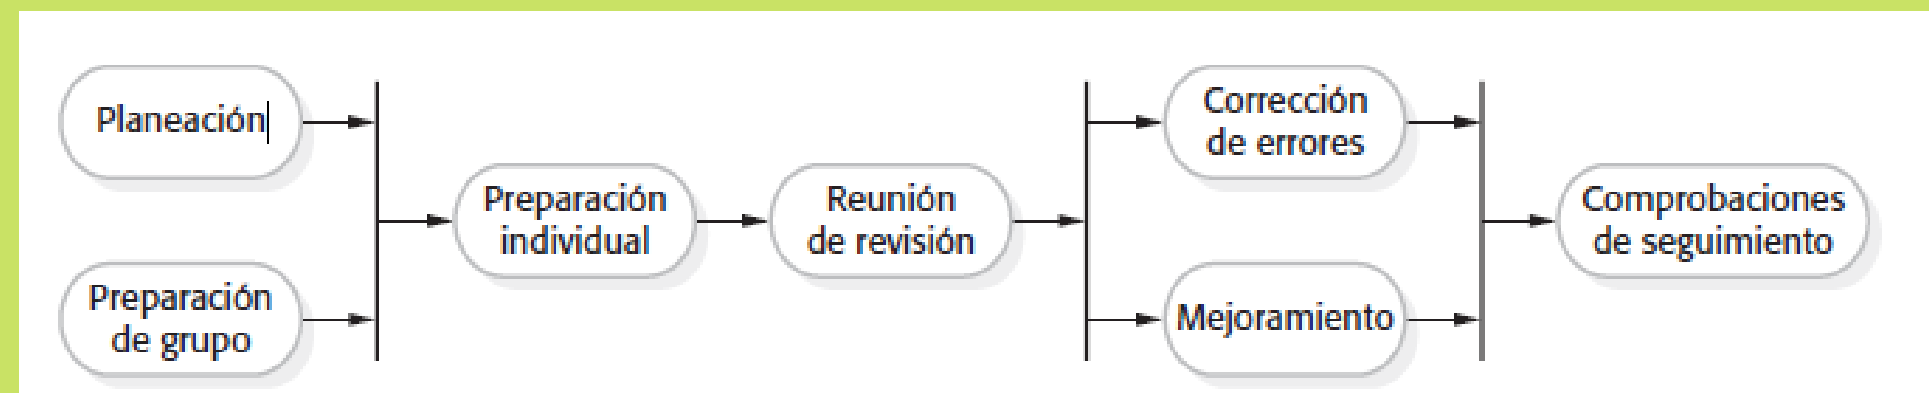 Planeación
Preparación
de grupo
Preparación
individual
Reunión
de revisión
Corrección
de errores
Mejoramiento
Comprobaciones
de seguimiento